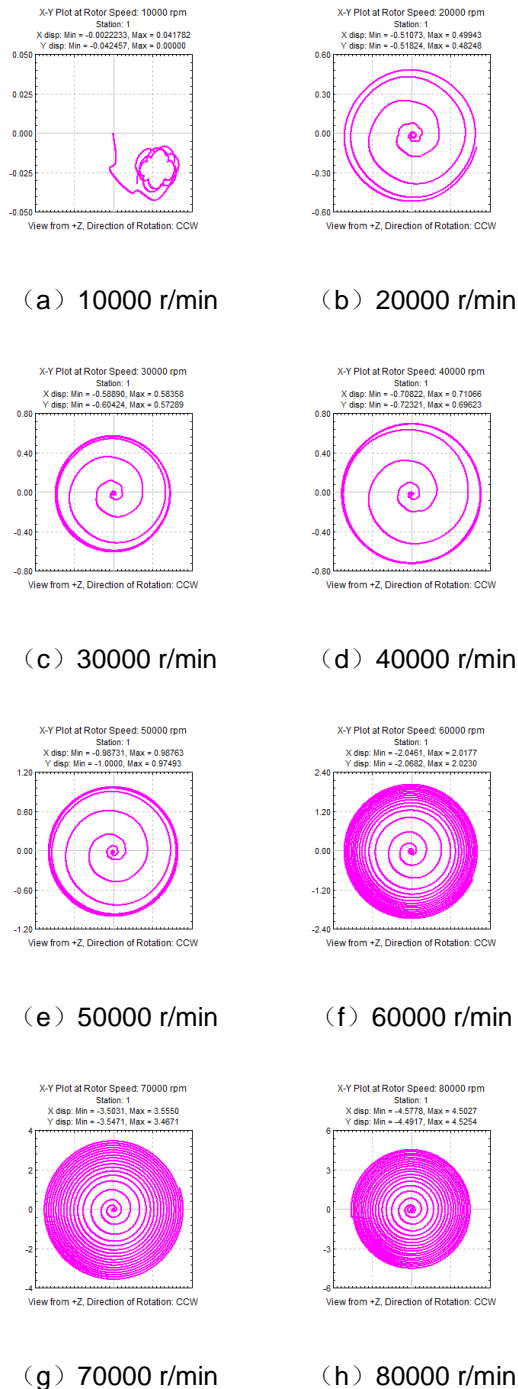 X-Y Plot at Rotor Speed: 10000 rpm
Station: 1
X disp: Min = -0.0022233, Max = 0.041782
Y disp: Min = -0.042457, Max = 0.00000
0.050
0.025
0.000
-0.025
-0.050
View from +Z, Direction of Rotation: CCW
（a）10000 r/min
X-Y Plot at Rotor Speed: 20000 rpm
Station: 1
X disp: Min = -0.51073, Max = 0.49943
Y disp: Min = -0.51824, Max = 0.48248
0.60
0.30
0.00
-0.30
-0.60
View from +Z, Direction of Rotation: CCW
（b）20000 r/min
X-Y Plot at Rotor Speed: 30000 rpm
Station: 1
X disp: Min = -0.58890, Max = 0.58358
Y disp: Min = -0.60424, Max = 0.57289
0.80
0.40
0.00
-0.40
-0.80
View from +Z, Direction of Rotation: CCW
（c）30000 r/min
X-Y Plot at Rotor Speed: 40000 rpm
Station: 1
X disp: Min = -0.70822, Max = 0.71066
Y disp: Min = -0.72321, Max = 0.69623
0.80
0.40
0.00
-0.40
-0.80
View from +Z, Direction of Rotation: CCW
（d）40000 r/min
X-Y Plot at Rotor Speed: 50000 rpm
Station: 1
X disp: Min = -0.98731, Max = 0.98763
Y disp: Min = -1.0000, Max = 0.97493
1.20
0.60
0.00
-0.60
-1.20
View from +Z, Direction of Rotation: CCW
（e）50000 r/min
X-Y Plot at Rotor Speed: 60000 rpm
Station: 1
X disp: Min = -2.0461, Max = 2.0177
Y disp: Min = -2.0682, Max = 2.0230
2.40
1.20
0.00
-1.20
-2.40
View from +Z, Direction of Rotation: CCW
（f）60000 r/min
X-Y Plot at Rotor Speed: 70000 rpm
Station: 1
X disp: Min = -3.5031, Max = 3.5550
Y disp: Min = -3.5471, Max = 3.4671
4
2
0
-2
-4
View from +Z, Direction of Rotation: CCW
（g）70000 r/min
X-Y Plot at Rotor Speed: 80000 rpm
Station: 1
X disp: Min = -4.5778, Max = 4.5027
Y disp: Min = -4.4917, Max = 4.5254
6
3
0
-3
-6
View from +Z, Direction of Rotation: CCW
（h）80000 r/min